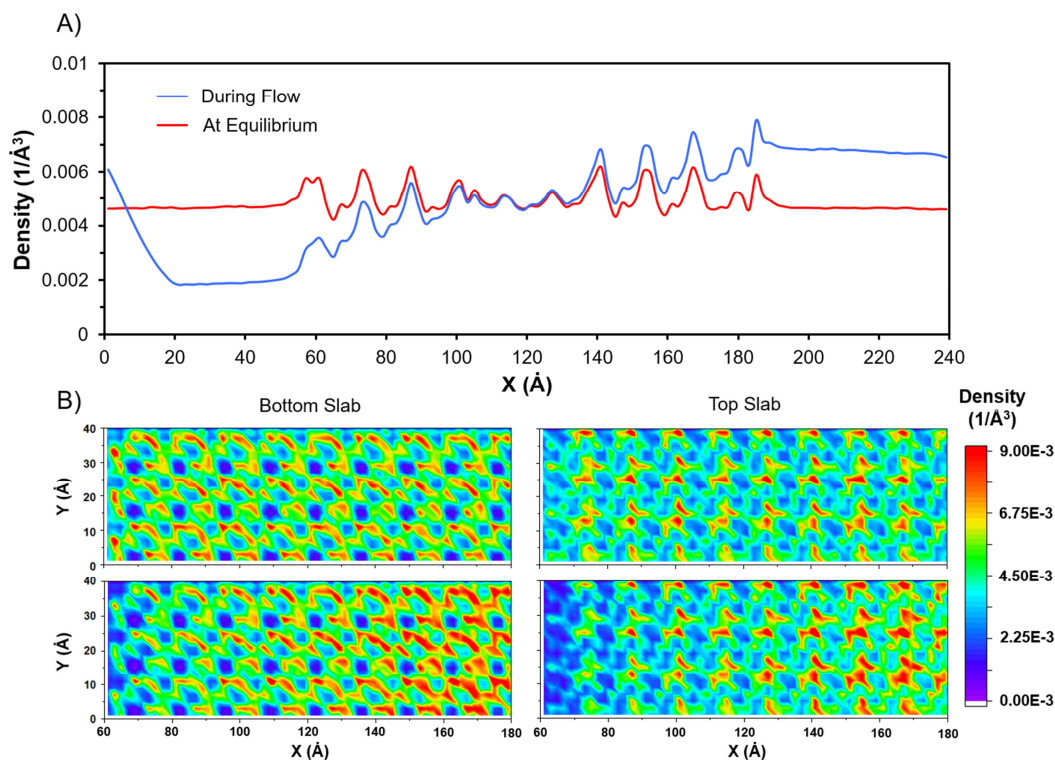 A)
0.01
0.008
0.006
0.004
0.002
0
Density (1/Å³)
During Flow
At Equilibrium
0 20 40 60 80 100 120 140 160 180 200 220 240
X (Å)
B)
Bottom Slab
Top Slab
Density
(1/Å³)
40
30
20
10
0
Y (Å)
9.00E-3
6.75E-3
4.50E-3
2.25E-3
0.00E-3
40
30
20
10
0
Y (Å)
60 80 100 120 140 160 180
60 80 100 120 140 160 180
X (Å)
X (Å)